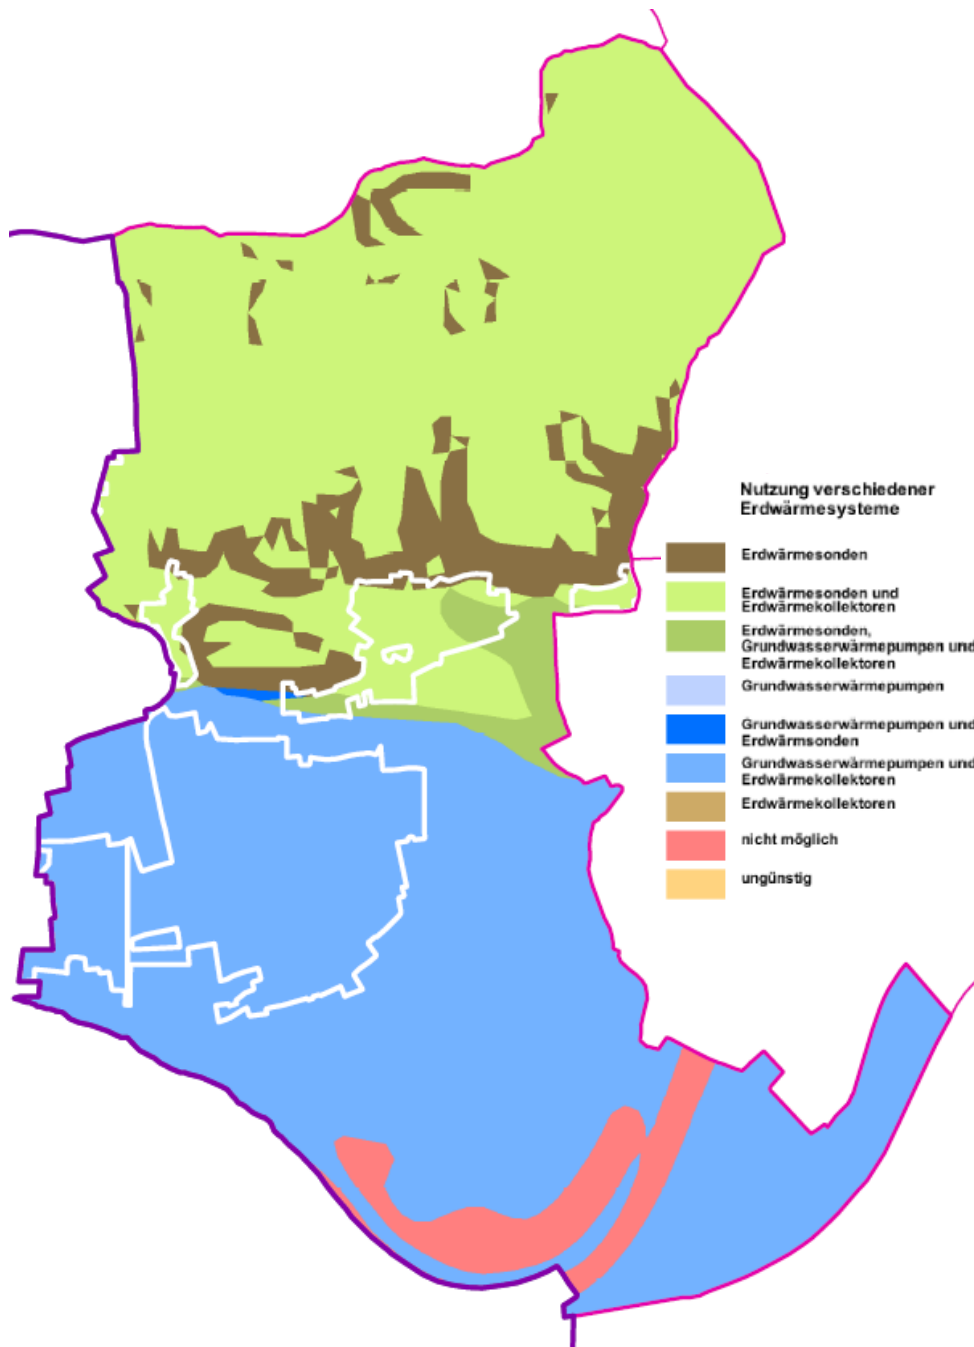 Nutzung verschiedener
Erdwärmesysteme
Erdwärmesonden
Erdwärmesonden und
Erdwärmekollektoren
Erdwärmesonden,
Grundwasserwärmepumpen und
Erdwärmekollektoren
Grundwasserwärmepumpen
Grundwasserwärmepumpen und
Erdwärmsonden
Grundwasserwärmepumpen und
Erdwärmekollektoren
Erdwärmekollektoren
nicht möglich
ungünstig